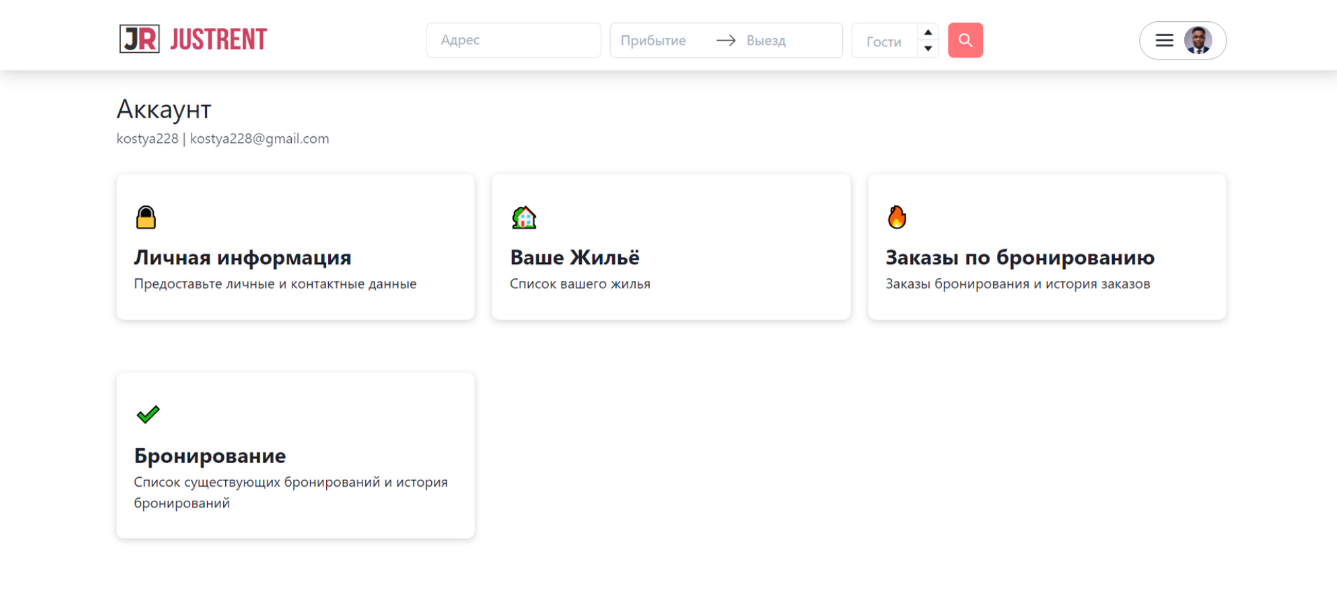 JR JUSTRENT
Адрес
Прибытие → Выезд
Гости
Аккаунт
kostya228 | kostya228@gmail.com
Личная информация
Предоставьте личные и контактные данные
Ваше Жильё
Список вашего жилья
Заказы по бронированию
Заказы бронирования и история заказов
Бронирование
Список существующих бронирований и история
бронирований